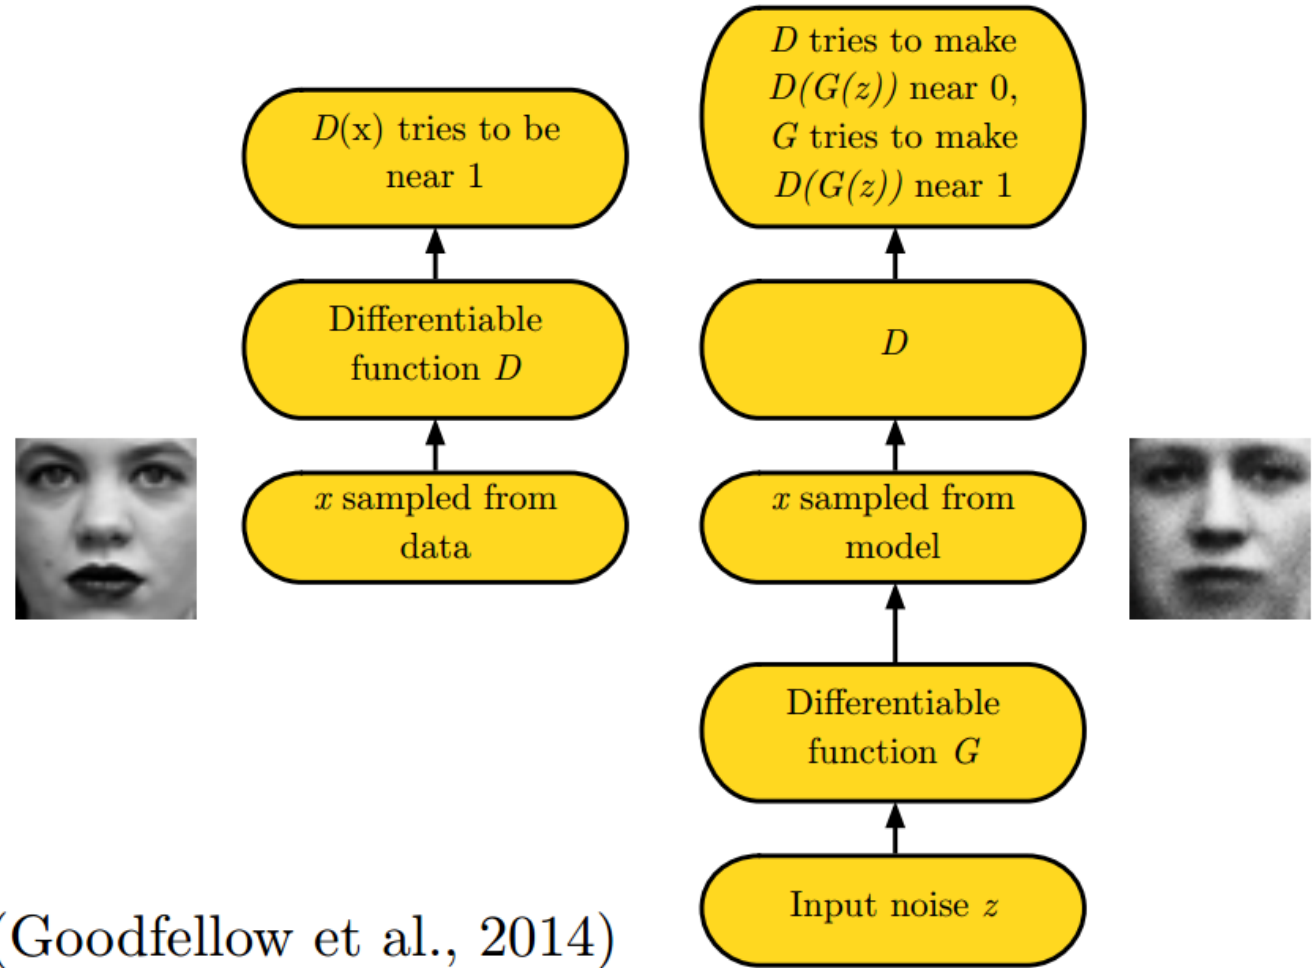 D(x) tries to be
near 1
Differentiable
function D
x sampled from
data
D tries to make
D(G(z)) near 0,
G tries to make
D(G(z)) near 1
D
x sampled from
model
Differentiable
function G
Input noise z
(Goodfellow et al., 2014)